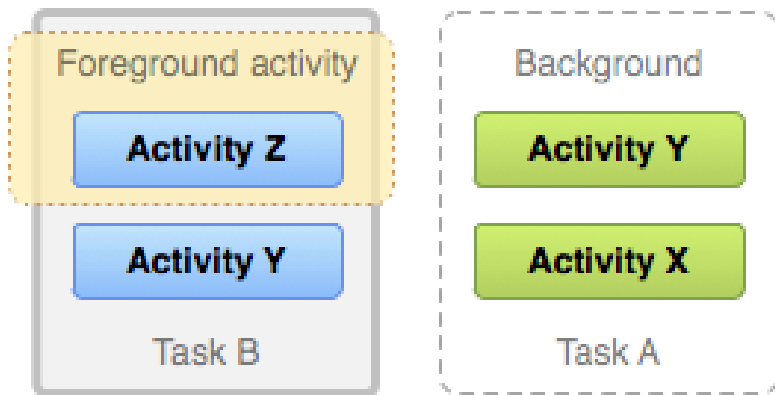 Foreground activity
Activity Z
Activity Y
Task B
Background
Activity Y
Activity X
Task A